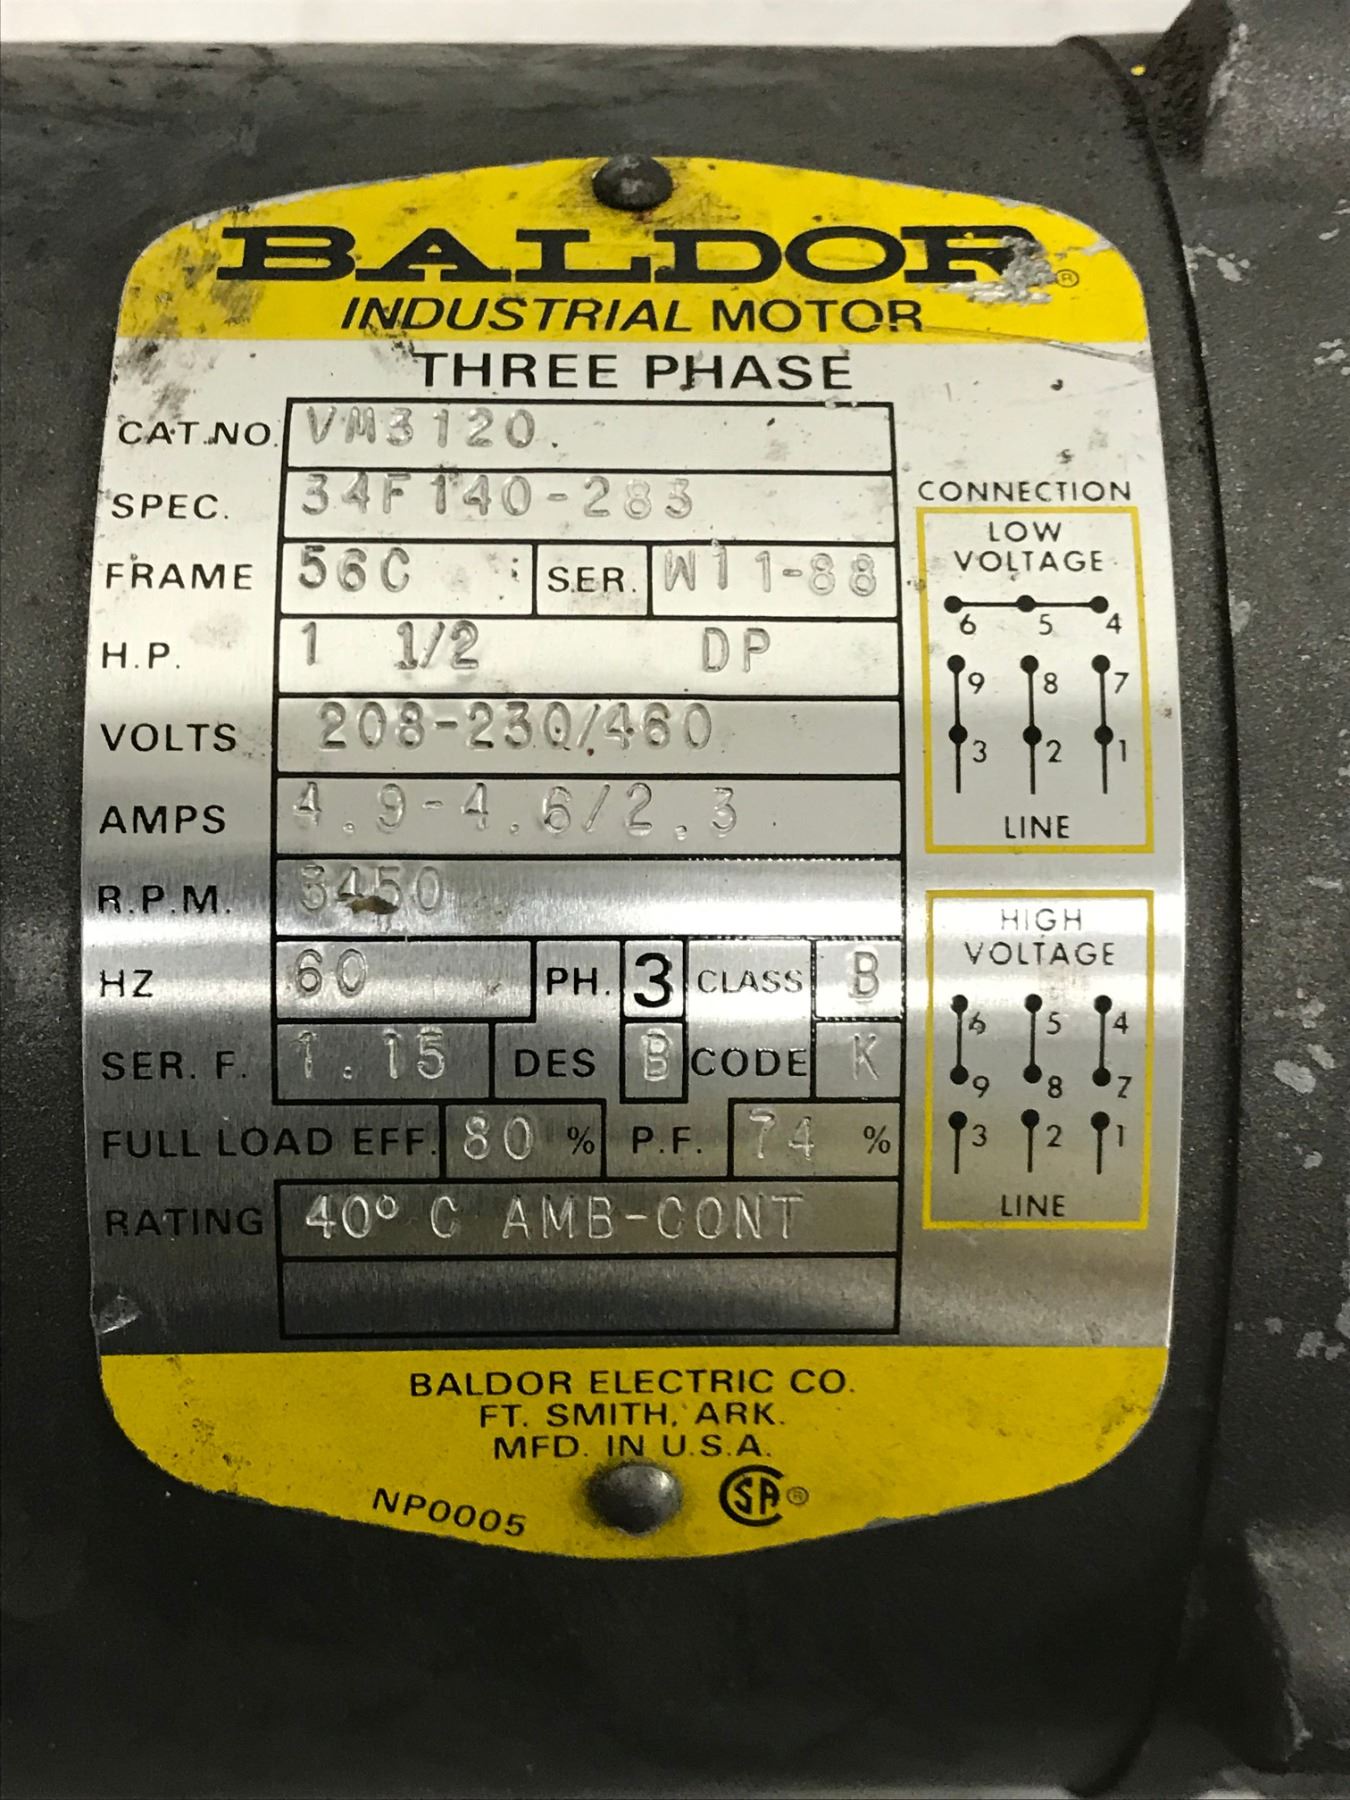 BALDOR®
INDUSTRIAL MOTOR
THREE PHASE
CAT.NO. VM3120
SPEC. 34F140-283
FRAME 56C SER. W11-88
H.P. 1 1/2 DP
VOLTS 208-230/460
AMPS 4.9-4.6/2.3
R.P.M. 3450
HZ 60 PH. 3 CLASS B
SER. F. 1.15 DES B CODE K
FULL LOAD EFF. 80 % P.F. 74 %
RATING 40° C AMB-CONT
CONNECTION
LOW
VOLTAGE
6 5 4
9 8 7
3 2 1
LINE
HIGH
VOLTAGE
6 5 4
9 8 7
3 2 1
LINE
BALDOR ELECTRIC CO.
FT. SMITH, ARK.
MFD. IN U.S.A.
NP0005 CSA®